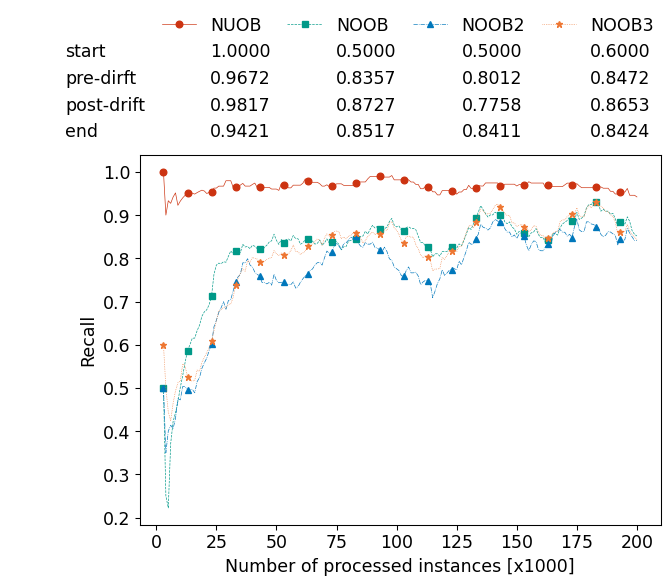 NUOB NOOB NOOB2 NOOB3
start 1.0000 0.5000 0.5000 0.6000
pre-dirft 0.9672 0.8357 0.8012 0.8472
post-drift 0.9817 0.8727 0.7758 0.8653
end 0.9421 0.8517 0.8411 0.8424
1.0
0.9
0.8
0.7
0.6
0.5
0.4
0.3
0.2
Recall
0 25 50 75 100 125 150 175 200
Number of processed instances [x1000]